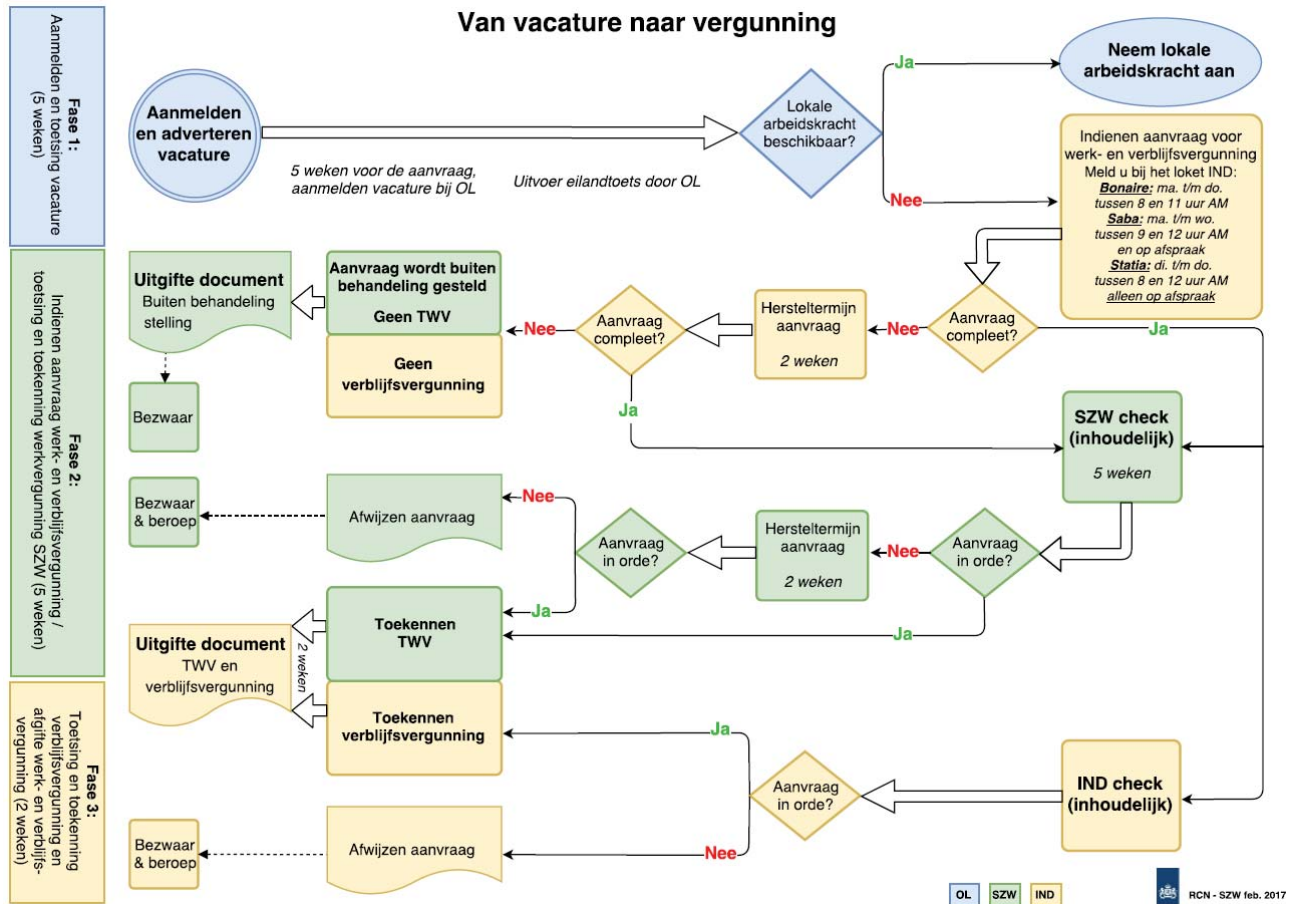 Van vacature naar vergunning
Fase 1:
Aanmelden en toetsing vacature
(5 weken)
Aanmelden
en adverteren
vacature
5 weken voor de aanvraag,
aanmelden vacature bij OL
Uitvoer eilandtoets door OL
Lokale
arbeidskracht
beschikbaar?
Ja
Neem lokale
arbeidskracht aan
Nee
Indienen aanvraag voor
werk- en verblijfsvergunning
Meld u bij het loket IND:
Bonaire: ma. t/m do.
tussen 8 en 11 uur AM
Saba: ma. t/m wo.
tussen 9 en 12 uur AM
en op afspraak
Statia: di. t/m do.
tussen 8 en 12 uur AM
alleen op afspraak
Fase 2:
Indienen aanvraag werk- en verblijfsvergunning /
toetsing en toekenning werkvergunning SZW (5 weken)
Aanvraag
compleet?
Ja
Nee
Hersteltermijn
aanvraag
2 weken
Aanvraag
compleet?
Nee
Ja
Aanvraag wordt buiten
behandeling gesteld
Geen TWV
Geen
verblijfsvergunning
Uitgifte document
Buiten behandeling
stelling
Bezwaar
SZW check
(inhoudelijk)
5 weken
Aanvraag
in orde?
Nee
Ja
Hersteltermijn
aanvraag
2 weken
Aanvraag
in orde?
Nee
Ja
Afwijzen aanvraag
Bezwaar
& beroep
Toekennen
TWV
2 weken
Uitgifte document
TWV en
verblijfsvergunning
Toekennen
verblijfsvergunning
Fase 3:
Toetsing en toekenning
verblijfsvergunning en
afgifte werk- en verblijfs-
vergunning (2 weken)
IND check
(inhoudelijk)
Aanvraag
in orde?
Ja
Nee
Afwijzen aanvraag
Bezwaar
& beroep
OL
SZW
IND
RCN - SZW feb. 2017